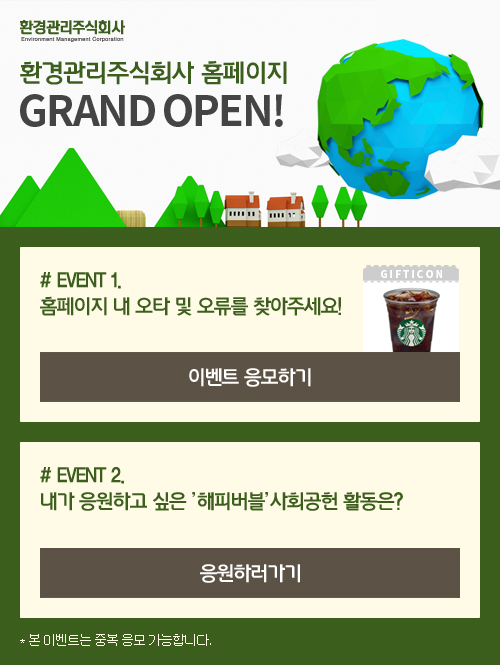 환경관리주식회사
Environment Management Corporation
환경관리주식회사 홈페이지
GRAND OPEN!
# EVENT 1.
홈페이지 내 오타 및 오류를 찾아주세요!
GIFTICON
이벤트 응모하기
# EVENT 2.
내가 응원하고 싶은 '해피버블'사회공헌 활동은?
응원하러가기
* 본 이벤트는 중복 응모 가능합니다.